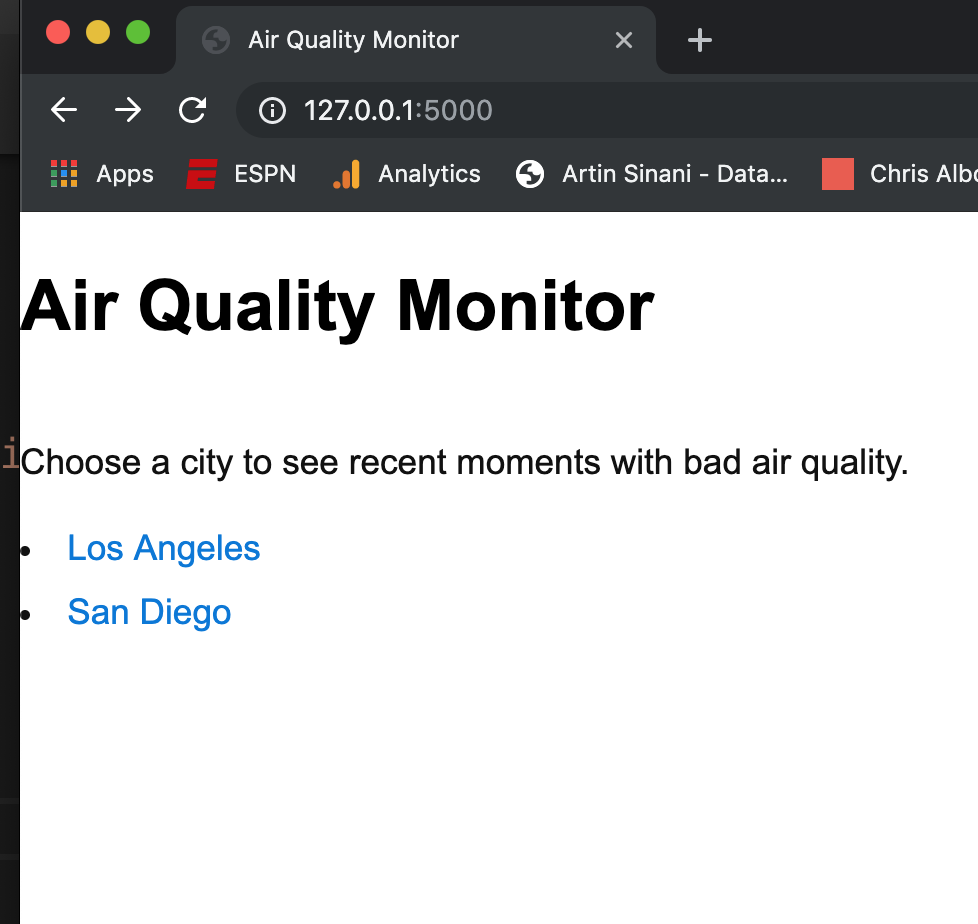 Air Quality Monitor
127.0.0.1:5000
Apps ESPN Analytics Artin Sinani - Data... Chris Albo
Air Quality Monitor
i
Choose a city to see recent moments with bad air quality.
• Los Angeles
• San Diego